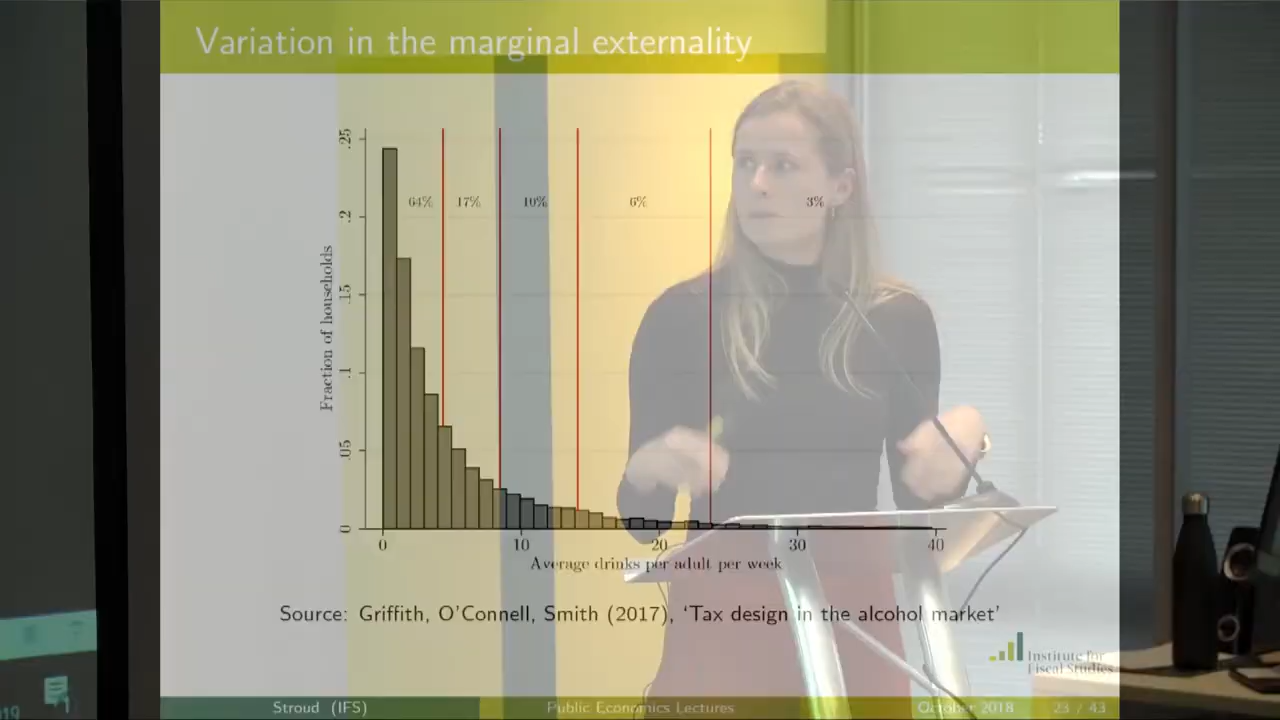 Variation in the marginal externality
.25
.2
.15
.1
.05
0
Fraction of households
64%
17%
10%
6%
3%
0
10
20
30
40
Average drinks per adult per week
Source: Griffith, O'Connell, Smith (2017), ‘Tax design in the alcohol market’
Institute for
Fiscal Studies
Stroud (IFS)
Public Economics Lectures
October 2018
23 / 43
19
1